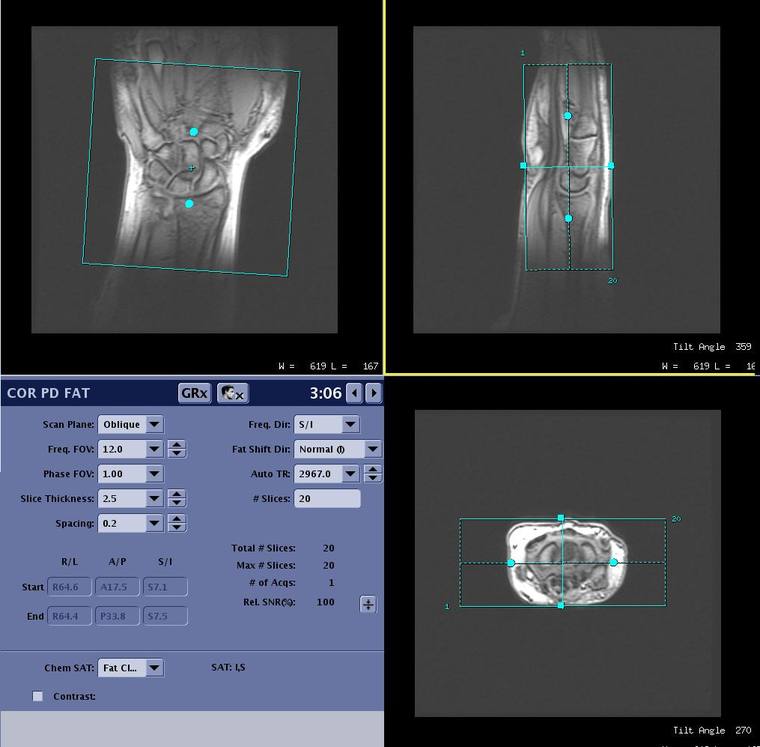 1
20
Tilt Angle 359
W = 619 L = 167
W = 619 L = 16
COR PD FAT GRx 3:06
Scan Plane: Oblique Freq. Dir: S/I
Freq. FOV: 12.0 Fat Shift Dir: Normal (I)
Phase FOV: 1.00 Auto TR: 2967.0
Slice Thickness: 2.5 # Slices: 20
Spacing: 0.2
Total # Slices: 20
R/L A/P S/I Max # Slices: 20
# of Acqs: 1
Start R64.6 A17.5 S7.1
Rel. SNR(%): 100
End R64.4 P33.8 S7.5
Chem SAT: Fat Cl... SAT: I,S
Contrast:
20
1
Tilt Angle 270